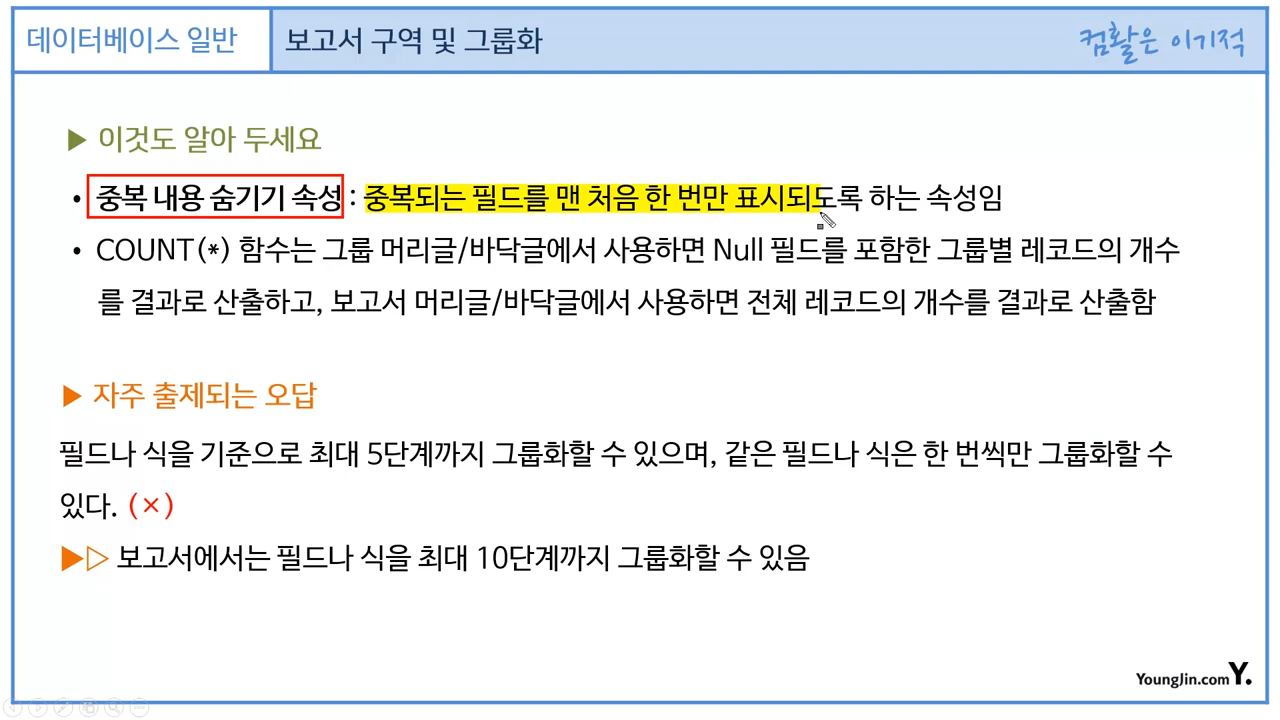 데이터베이스 일반
보고서 구역 및 그룹화
컴활은 이기적
▶ 이것도 알아 두세요
• 중복 내용 숨기기 속성 : 중복되는 필드를 맨 처음 한 번만 표시되도록 하는 속성임
• COUNT(*) 함수는 그룹 머리글/바닥글에서 사용하면 Null 필드를 포함한 그룹별 레코드의 개수
를 결과로 산출하고, 보고서 머리글/바닥글에서 사용하면 전체 레코드의 개수를 결과로 산출함
▶ 자주 출제되는 오답
필드나 식을 기준으로 최대 5단계까지 그룹화할 수 있으며, 같은 필드나 식은 한 번씩만 그룹화할 수
있다. (×)
▶▷ 보고서에서는 필드나 식을 최대 10단계까지 그룹화할 수 있음
YoungJin.com Y.